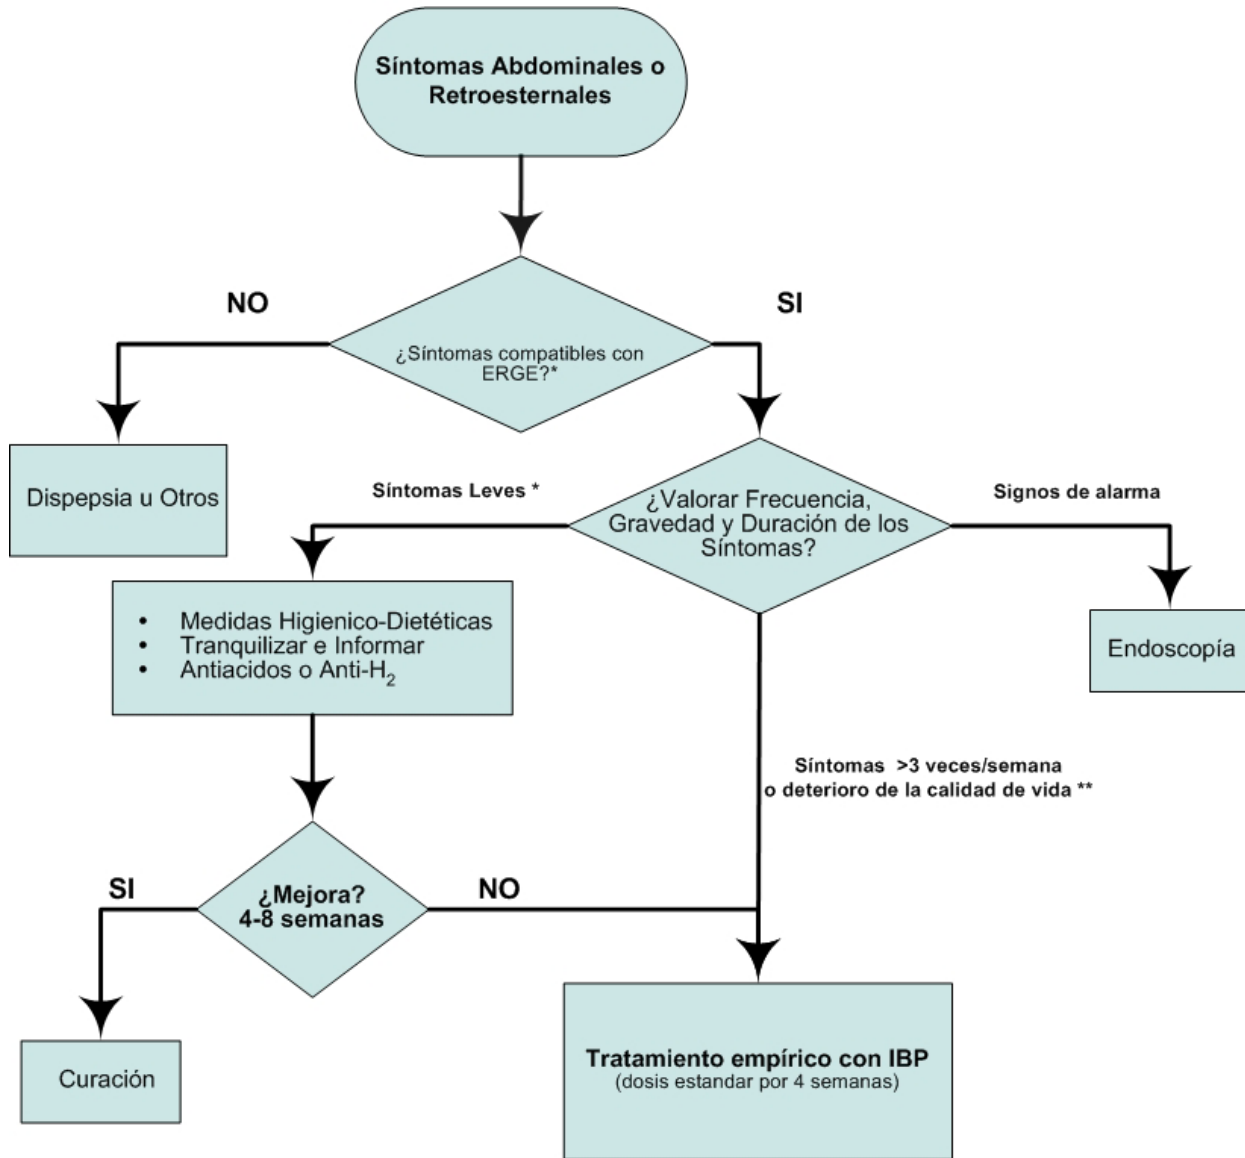 Síntomas Abdominales o
Retroesternales
NO
SI
¿Síntomas compatibles con
ERGE?*
Dispepsia u Otros
Síntomas Leves *
¿Valorar Frecuencia,
Gravedad y Duración de los
Síntomas?
Signos de alarma
• Medidas Higienico-Dietéticas
• Tranquilizar e Informar
• Antiacidos o Anti-H₂
Endoscopía
Síntomas >3 veces/semana
o deterioro de la calidad de vida **
SI
¿Mejora?
4-8 semanas
NO
Curación
Tratamiento empírico con IBP
(dosis estandar por 4 semanas)